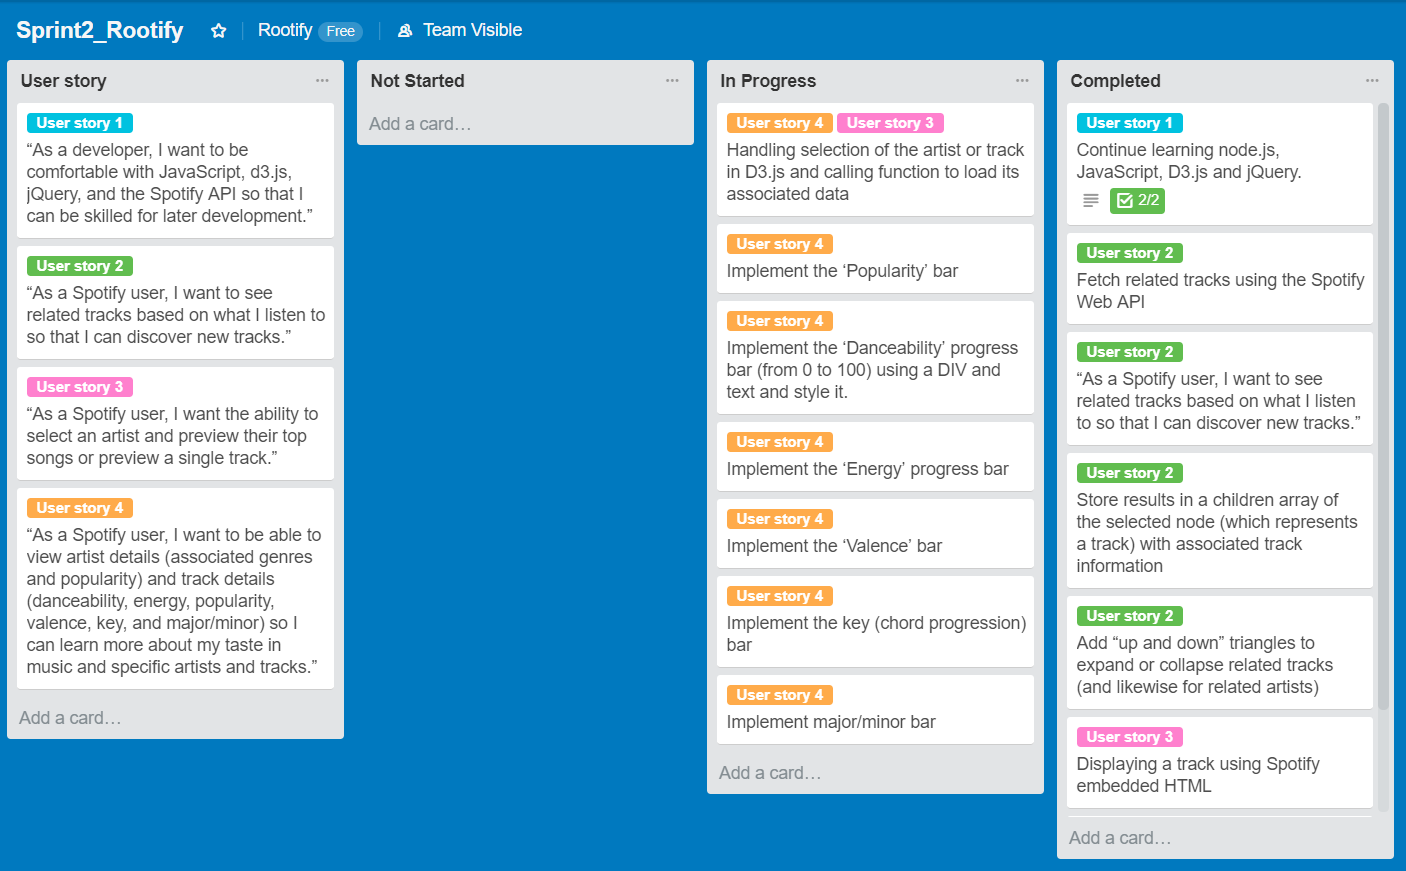 Sprint2_Rootify
Rootify Free
Team Visible
User story
User story 1
“As a developer, I want to be
comfortable with JavaScript, d3.js,
jQuery, and the Spotify API so that I
can be skilled for later development.”
User story 2
“As a Spotify user, I want to see
related tracks based on what I listen to
so that I can discover new tracks.”
User story 3
“As a Spotify user, I want the ability to
select an artist and preview their top
songs or preview a single track.”
User story 4
“As a Spotify user, I want to be able to
view artist details (associated genres
and popularity) and track details
(danceability, energy, popularity,
valence, key, and major/minor) so I
can learn more about my taste in
music and specific artists and tracks.”
Add a card…
Not Started
Add a card…
In Progress
User story 4 User story 3
Handling selection of the artist or track
in D3.js and calling function to load its
associated data
User story 4
Implement the ‘Popularity’ bar
User story 4
Implement the ‘Danceability’ progress
bar (from 0 to 100) using a DIV and
text and style it.
User story 4
Implement the ‘Energy’ progress bar
User story 4
Implement the ‘Valence’ bar
User story 4
Implement the key (chord progression)
bar
User story 4
Implement major/minor bar
Add a card…
Completed
User story 1
Continue learning node.js,
JavaScript, D3.js and jQuery.
2/2
User story 2
Fetch related tracks using the Spotify
Web API
User story 2
“As a Spotify user, I want to see
related tracks based on what I listen
to so that I can discover new tracks.”
User story 2
Store results in a children array of
the selected node (which represents
a track) with associated track
information
User story 2
Add “up and down” triangles to
expand or collapse related tracks
(and likewise for related artists)
User story 3
Displaying a track using Spotify
embedded HTML
Add a card…